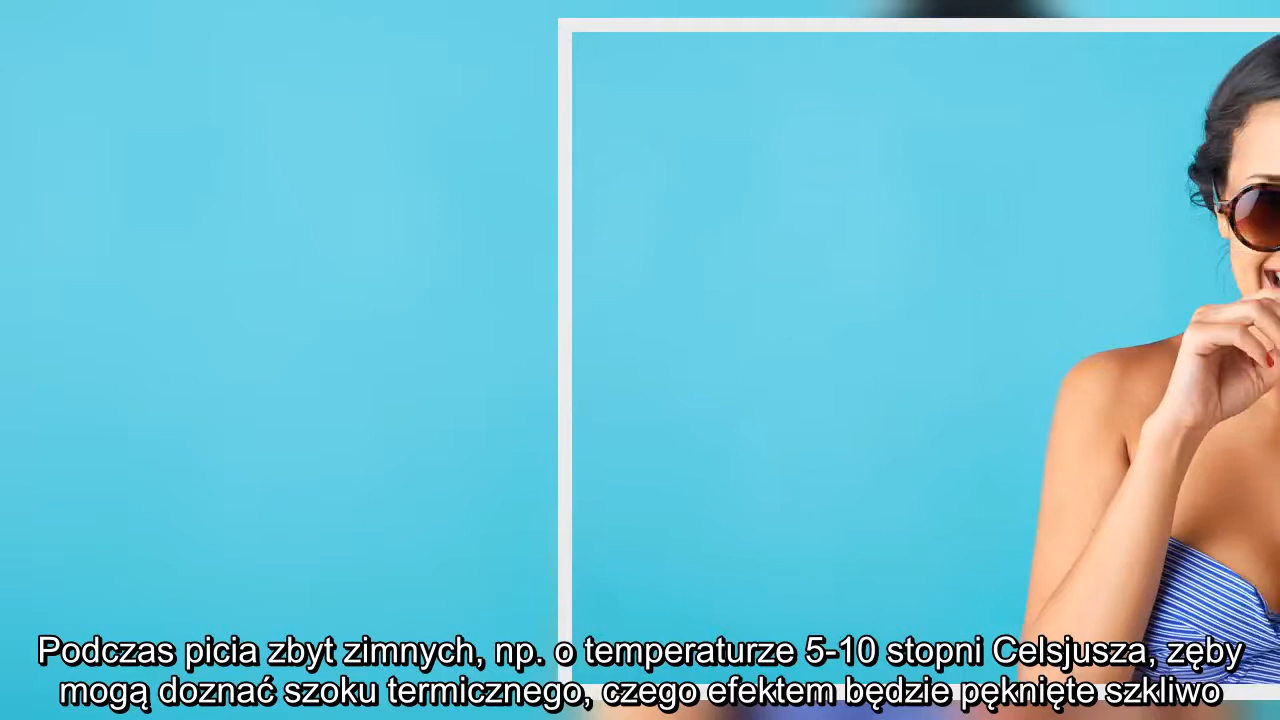 Podczas picia zbyt zimnych, np. o temperaturze 5-10 stopni Celsjusza, zęby
mogą doznać szoku termicznego, czego efektem będzie pęknięte szkliwo